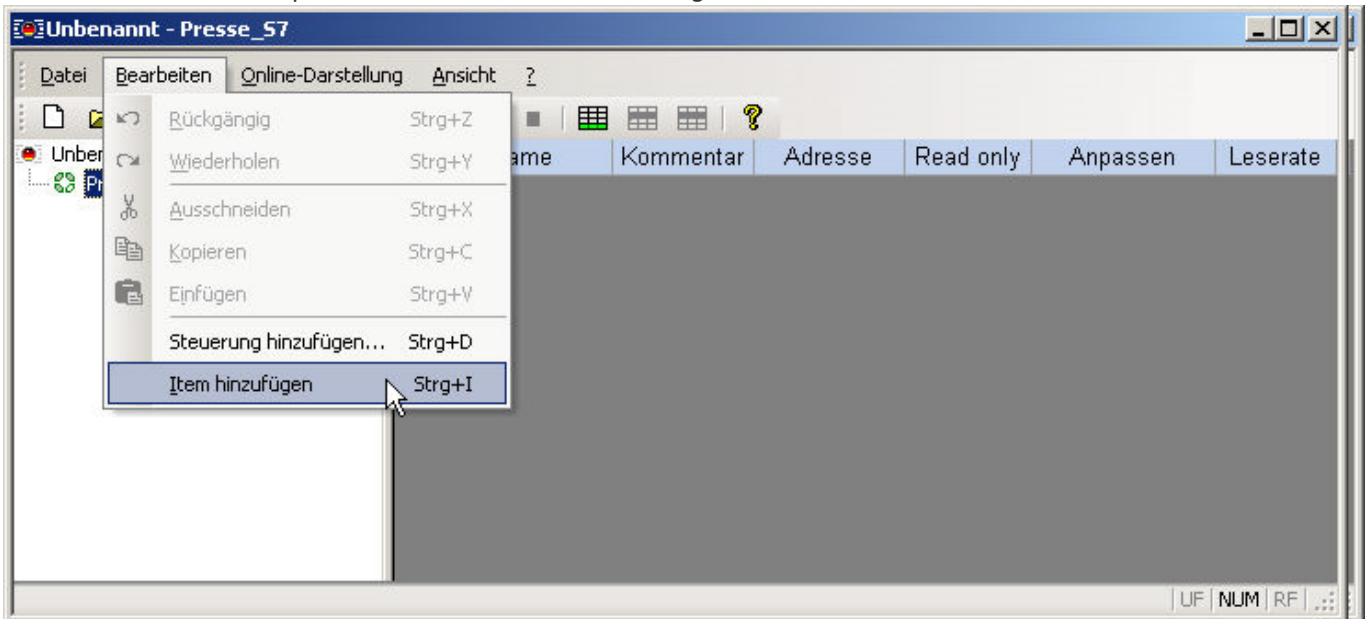 Unbenannt - Presse_S7
Datei Bearbeiten Online-Darstellung Ansicht ?
Rückgängig Strg+Z
Wiederholen Strg+Y
Ausschneiden Strg+X
Kopieren Strg+C
Einfügen Strg+V
Steuerung hinzufügen... Strg+D
Item hinzufügen Strg+I
Unber
Pr
ame Kommentar Adresse Read only Anpassen Leserate
UF NUM RF